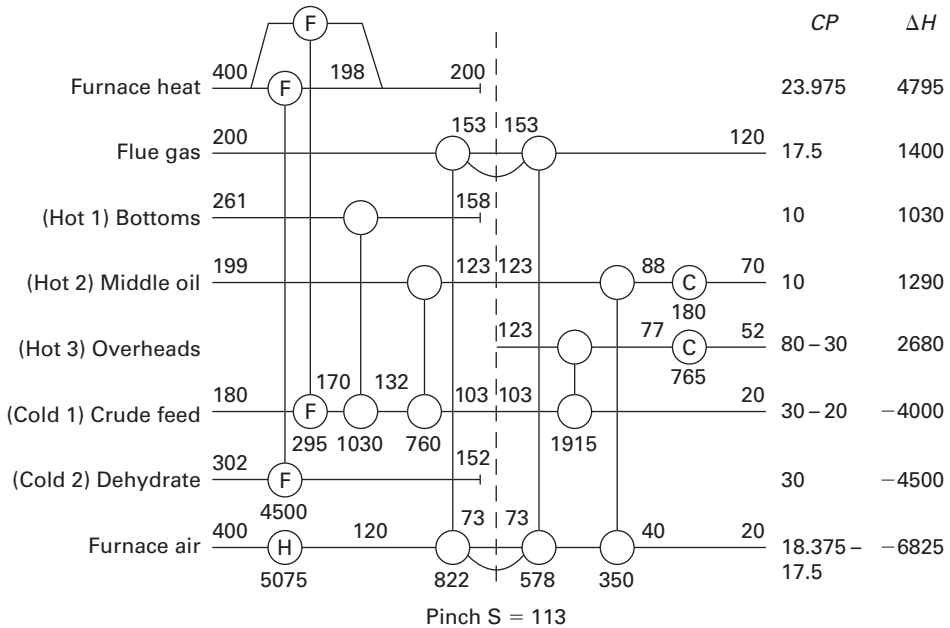 CP ΔH
F
Furnace heat 400 F 198 200 23.975 4795
Flue gas 200 153 153 120 17.5 1400
(Hot 1) Bottoms 261 158 10 1030
(Hot 2) Middle oil 199 123 123 88 C 70 10 1290
180
(Hot 3) Overheads 123 77 C 52 80–30 2680
765
(Cold 1) Crude feed 180 F 170 132 103 103 20 30–20 −4000
295 1030 760 1915
(Cold 2) Dehydrate 302 F 152 30 −4500
4500
Furnace air 400 H 120 73 73 40 20 18.375– −6825
17.5
5075 822 578 350
Pinch S = 113